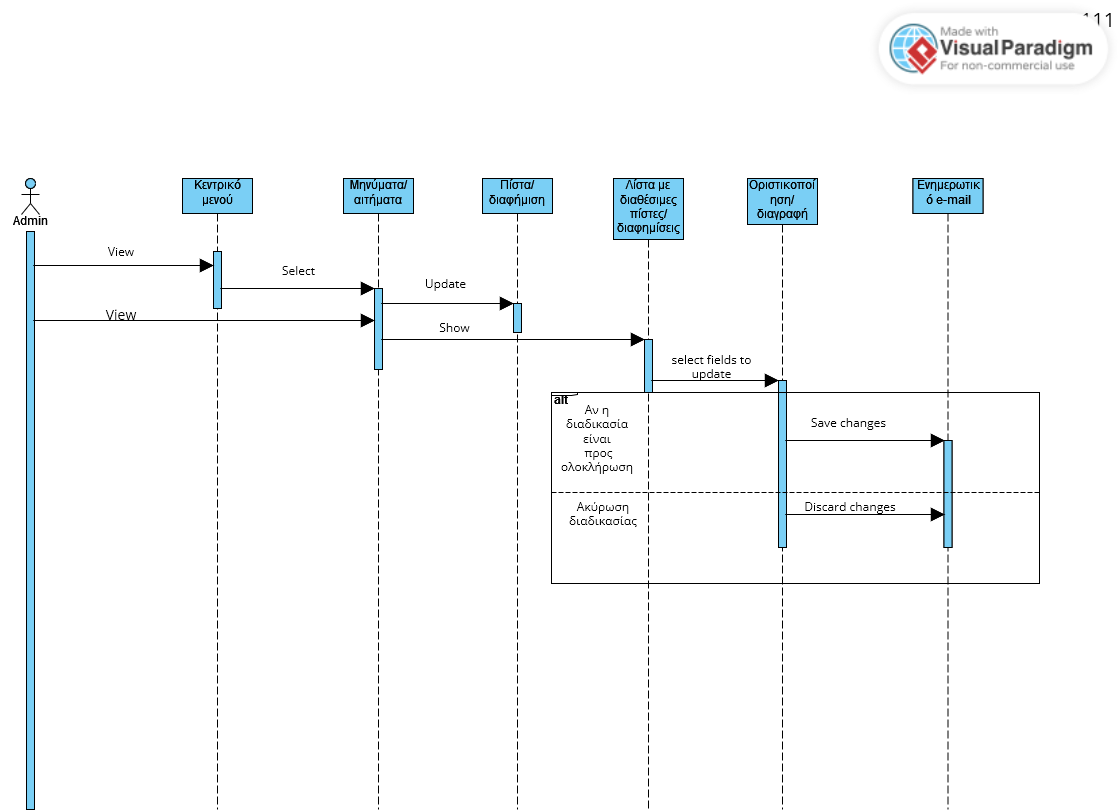 111
Made with
Visual Paradigm
For non-commercial use
Κεντρικό
μενού
Μηνύματα/
αιτήματα
Πίστα/
διαφήμιση
Λίστα με
διαθέσιμες
πίστες/
διαφημίσεις
Οριστικοποί
ηση/
διαγραφή
Ενημερωτικ
ό e-mail
Admin
View
Select
Update
View
Show
select fields to
update
alt
Αν η
διαδικασία
είναι
προς
ολοκλήρωση
Save changes
Ακύρωση
διαδικασίας
Discard changes